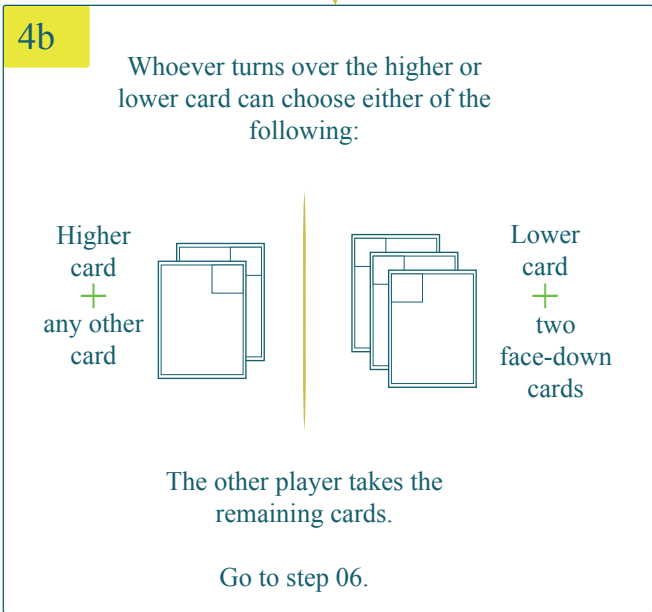 4b
Whoever turns over the higher or
lower card can choose either of the
following:
Higher
card
+
any other
card
Lower
card
+
two
face-down
cards
The other player takes the
remaining cards.
Go to step 06.